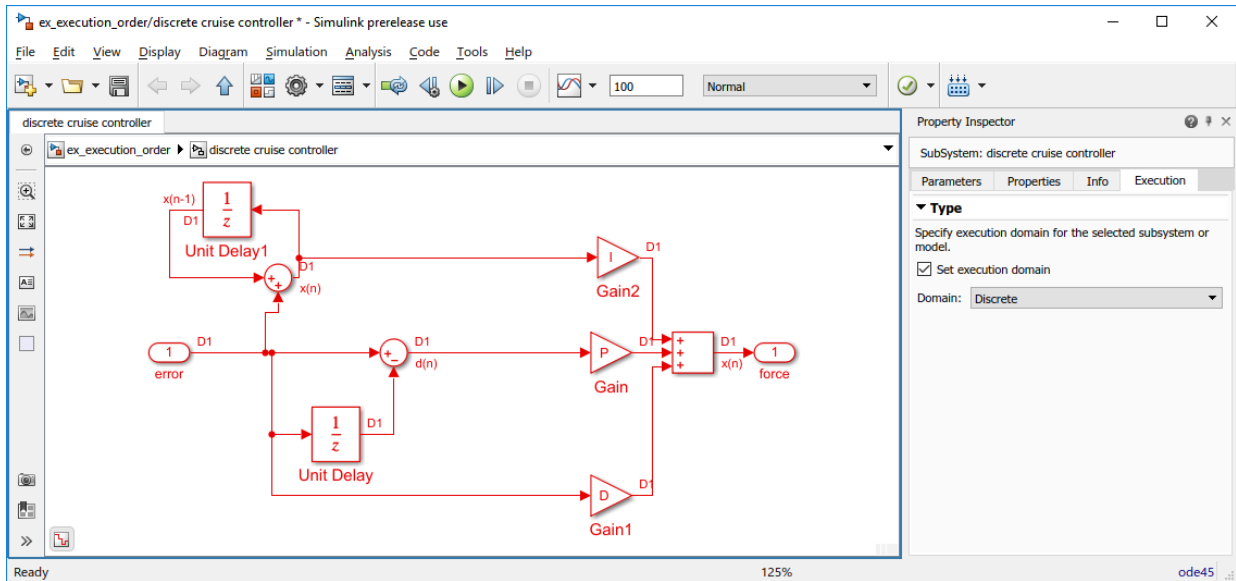 ex_execution_order/discrete cruise controller * - Simulink prerelease use
File Edit View Display Diagram Simulation Analysis Code Tools Help
100 Normal
discrete cruise controller
ex_execution_order discrete cruise controller
x(n-1)
D1
1
z
Unit Delay1
D1
+
+
x(n)
I
D1
Gain2
1
D1
error
+
−
D1
d(n)
P
D1
Gain
+
+
+
D1
x(n)
1
force
1
z
D1
Unit Delay
D
D1
Gain1
Property Inspector
SubSystem: discrete cruise controller
Parameters Properties Info Execution
Type
Specify execution domain for the selected subsystem or
model.
Set execution domain
Domain: Discrete
Ready 125% ode45